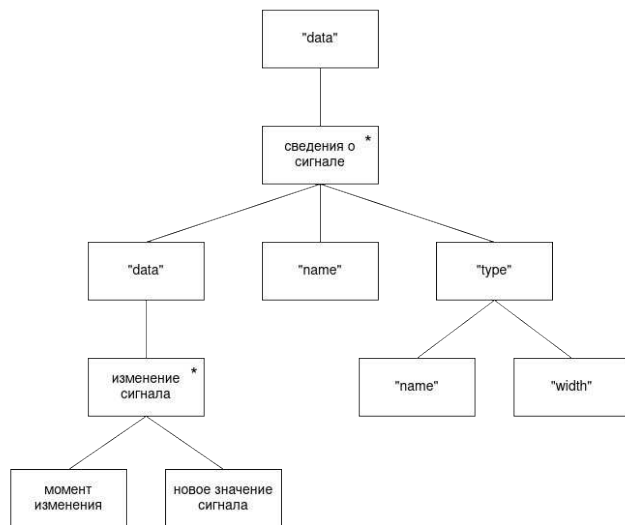 "data"
сведения о *
сигнале
"data"
"name"
"type"
изменение *
сигнала
"name"
"width"
момент
изменения
новое значение
сигнала